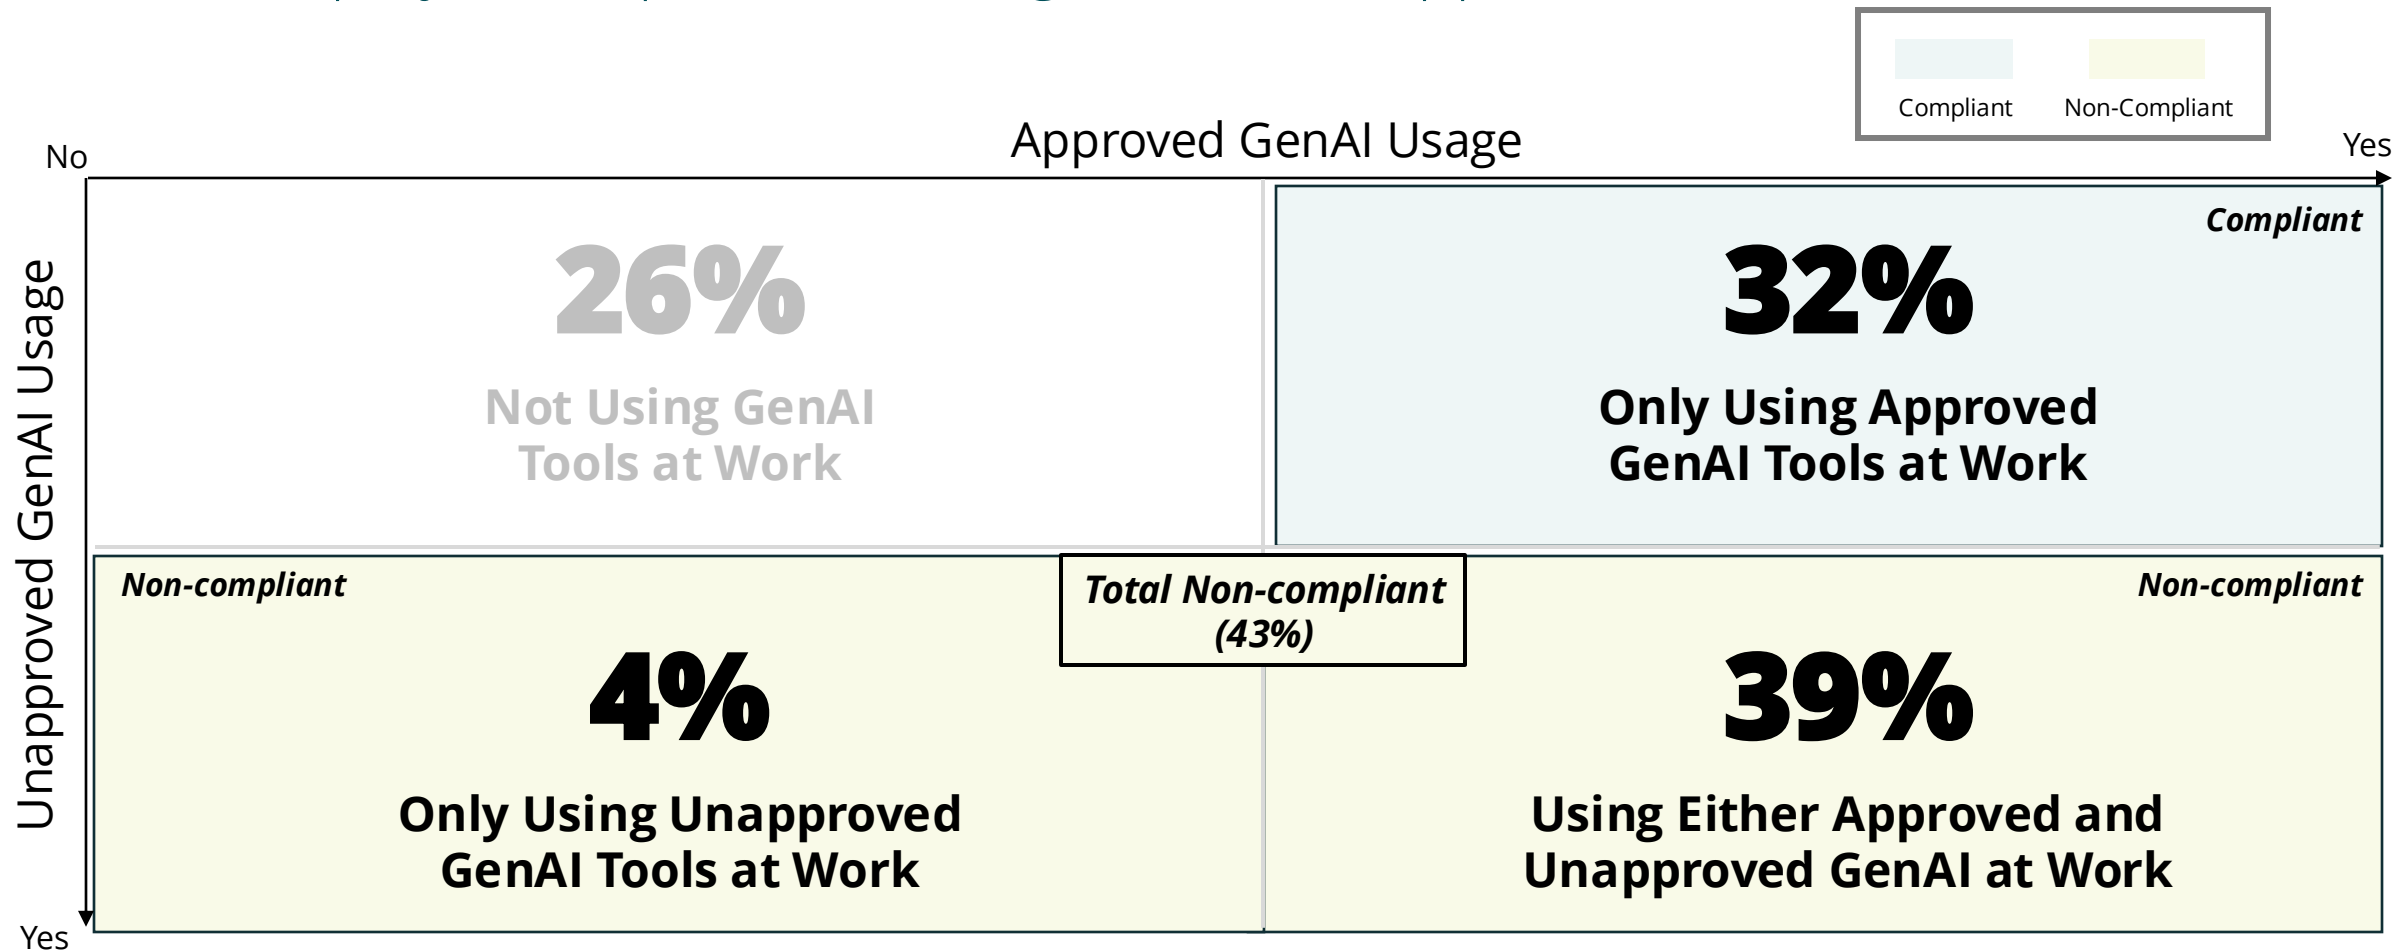 Compliant
Non-Compliant
Approved GenAI Usage
No
Yes
Unapproved GenAI Usage
26%
Not Using GenAI
Tools at Work
Compliant
32%
Only Using Approved
GenAI Tools at Work
Non-compliant
Total Non-compliant
(43%)
Non-compliant
4%
Only Using Unapproved
GenAI Tools at Work
39%
Using Either Approved and
Unapproved GenAI at Work
Yes